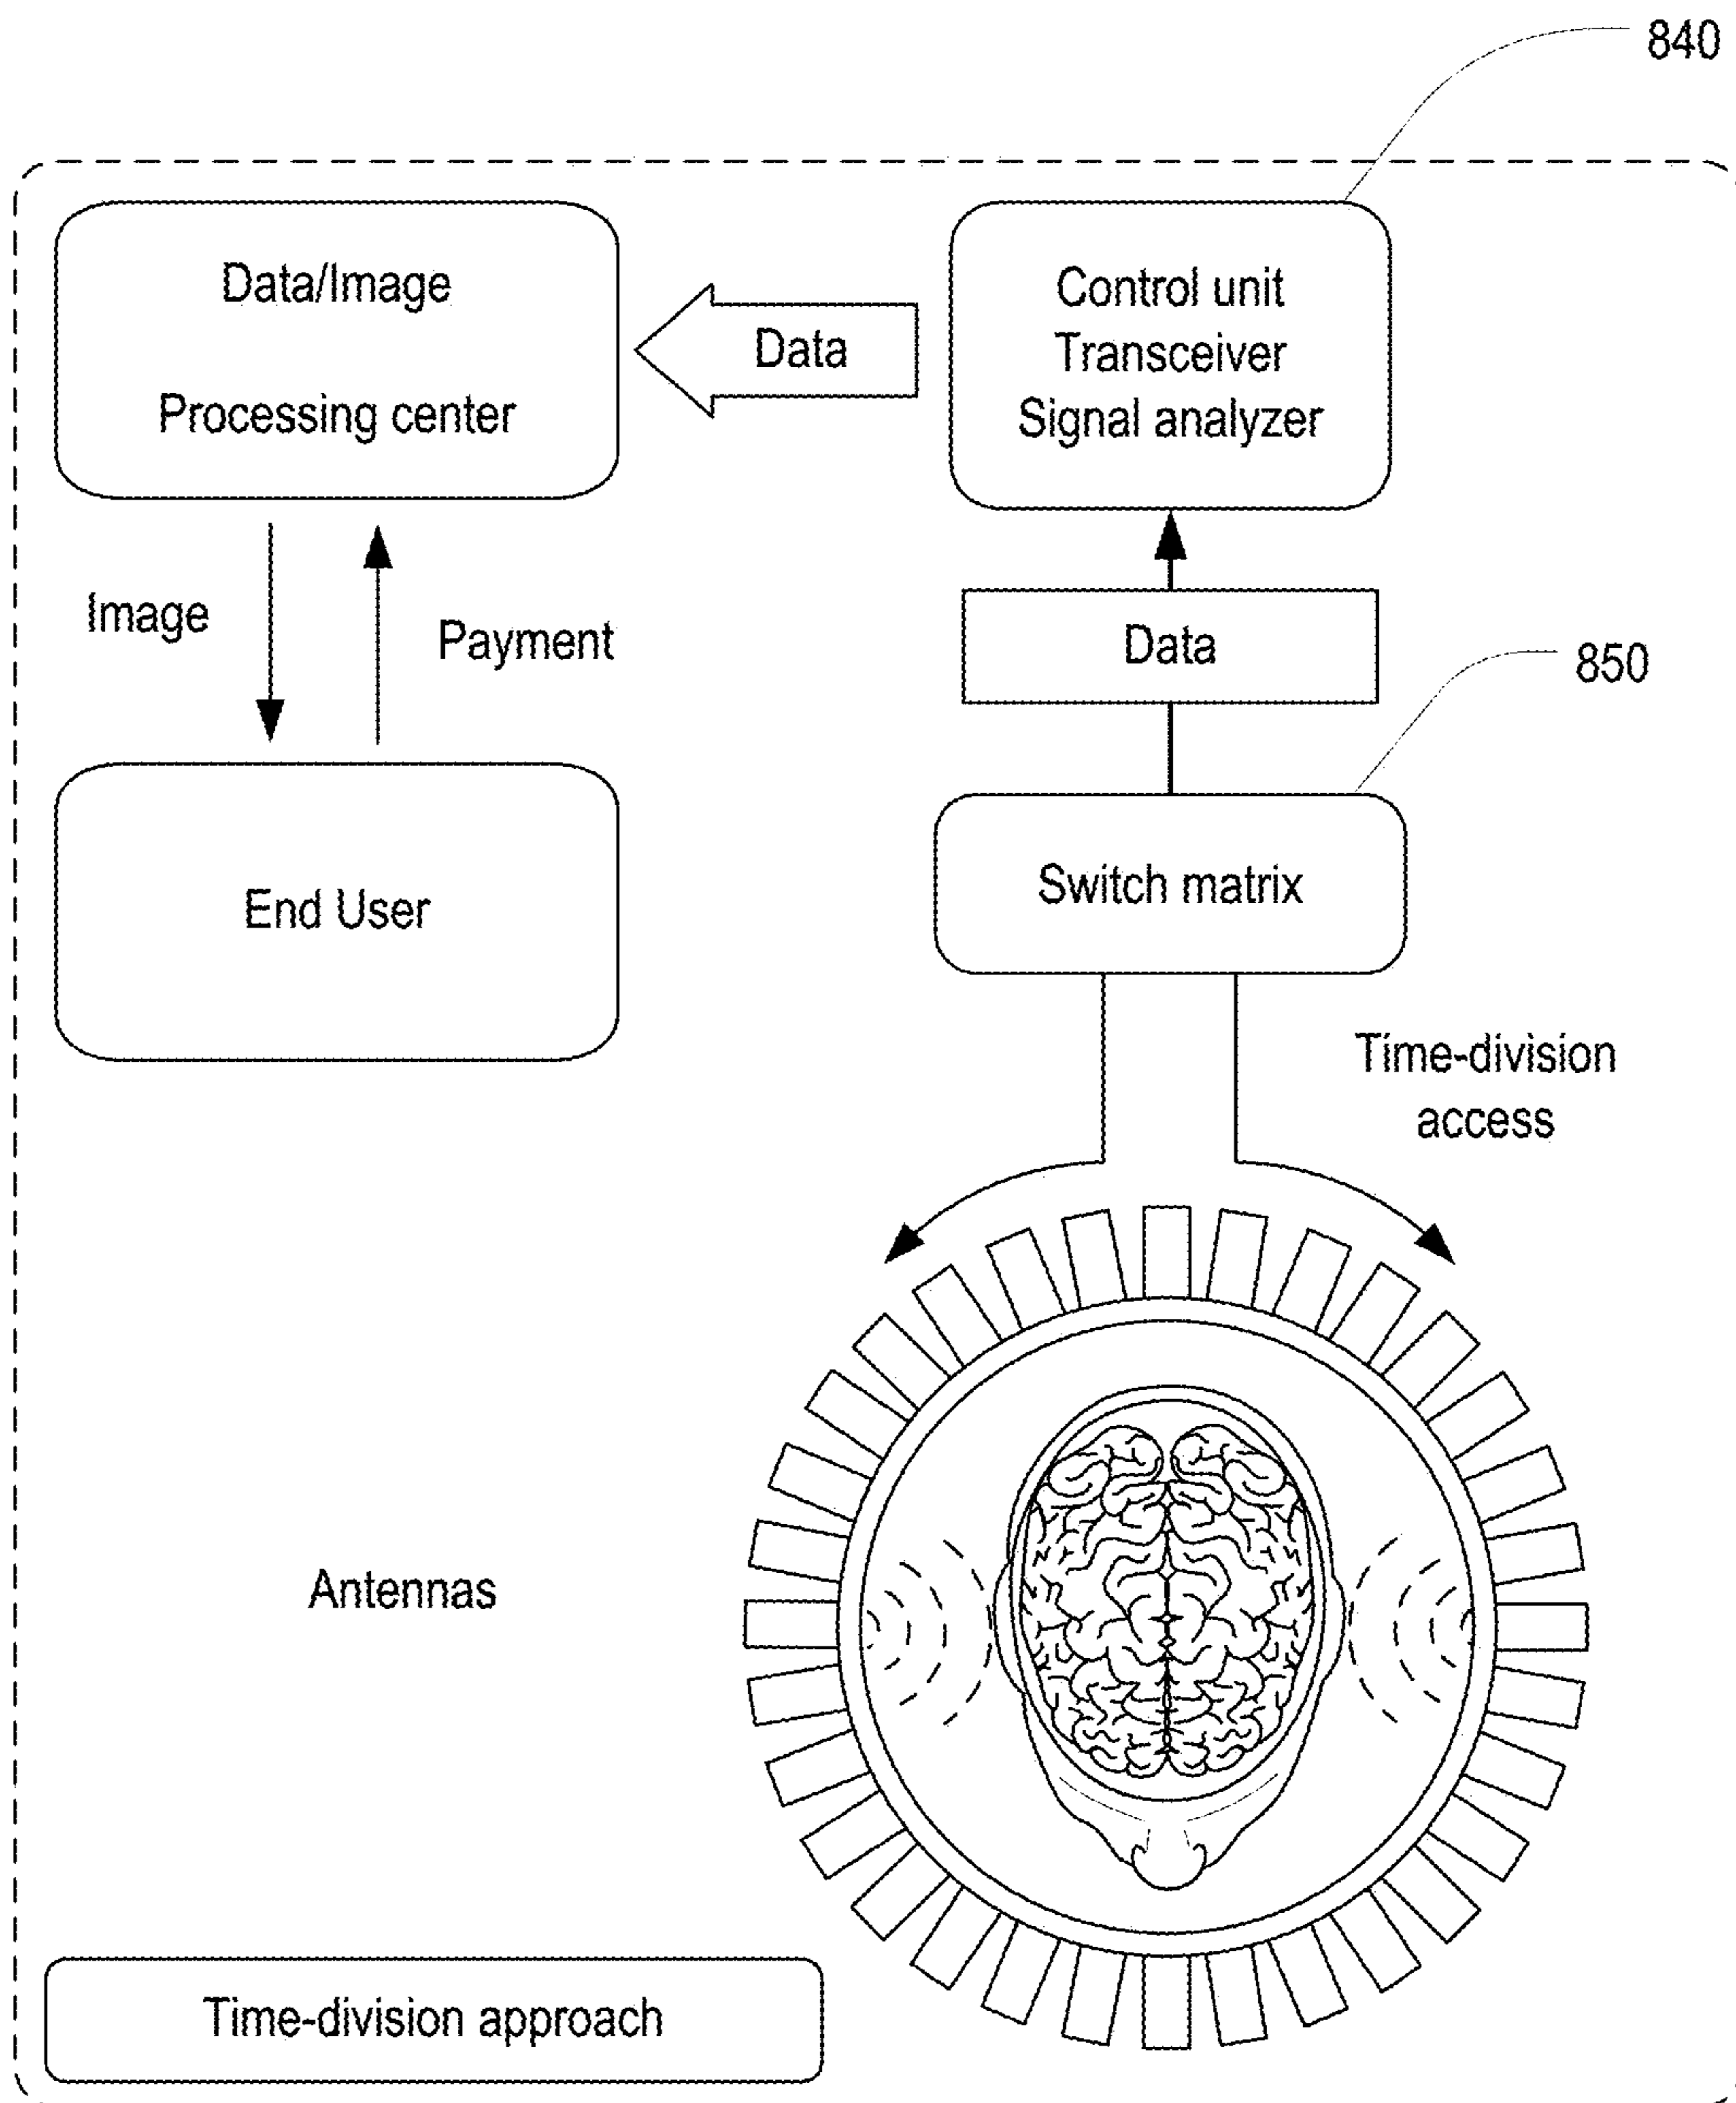 840
Data/Image
Processing center
Data
Control unit
Transceiver
Signal analyzer
Image
Payment
Data
850
End User
Switch matrix
Time-division
access
Antennas
Time-division approach